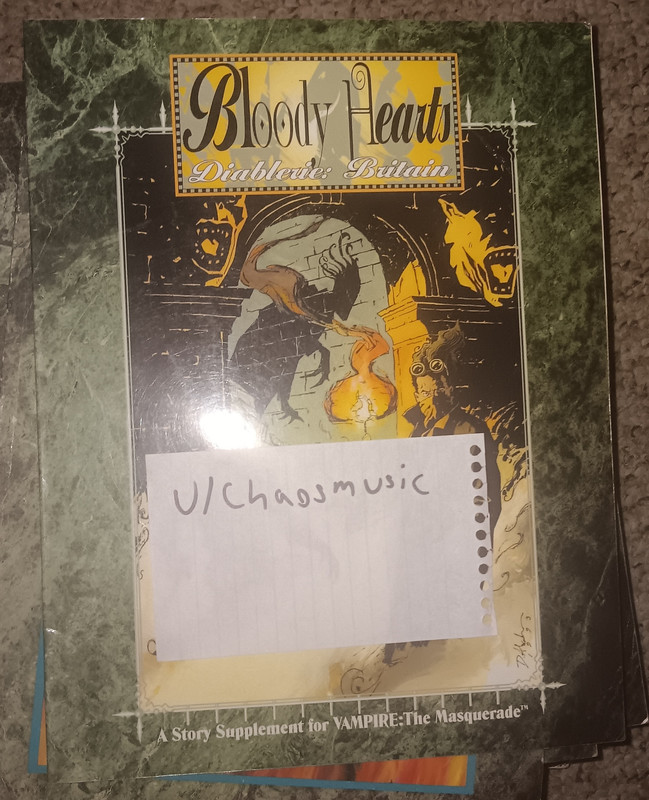 Bloody Hearts
Diablerie: Britain
u/Chaosmusic
A Story Supplement for VAMPIRE:The Masquerade™